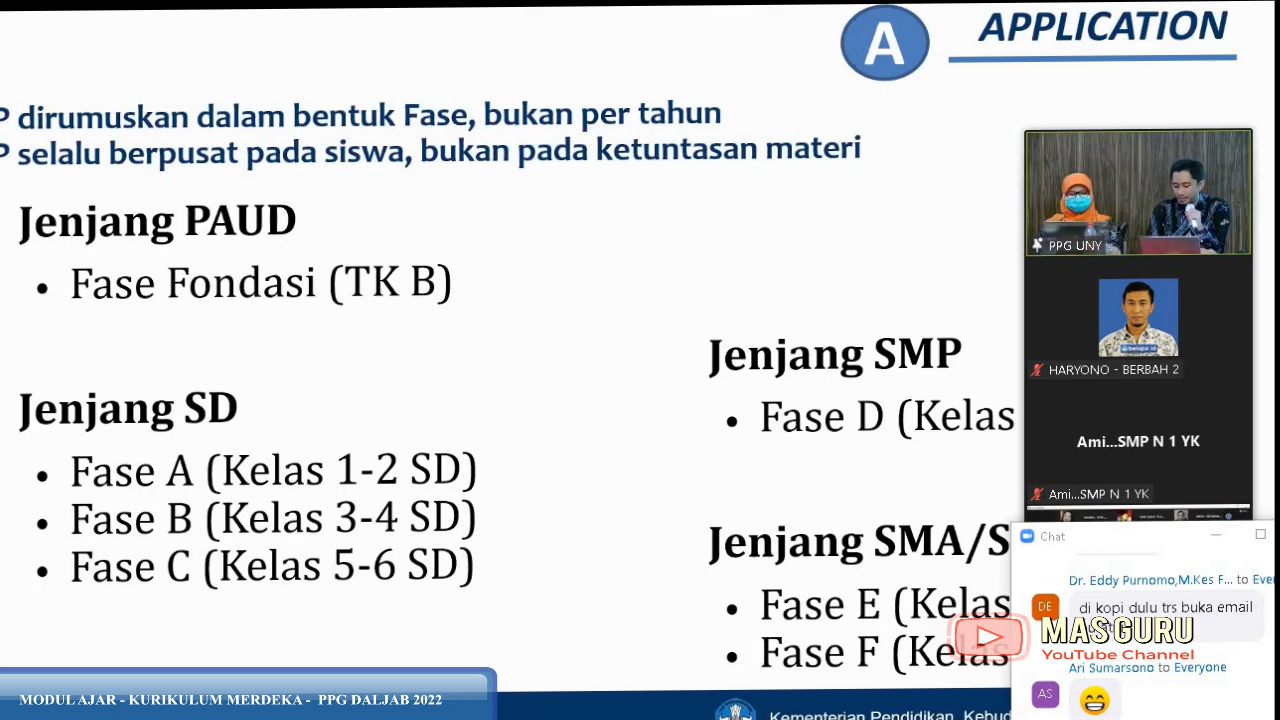 A
APPLICATION
P dirumuskan dalam bentuk Fase, bukan per tahun
P selalu berpusat pada siswa, bukan pada ketuntasan materi
Jenjang PAUD
• Fase Fondasi (TK B)
Jenjang SD
• Fase A (Kelas 1-2 SD)
• Fase B (Kelas 3-4 SD)
• Fase C (Kelas 5-6 SD)
Jenjang SMP
• Fase D (Kelas
Jenjang SMA/S
• Fase E (Kelas
• Fase F (Kelas
PPG UNY
HARYONO - BERBAH 2
Ami...SMP N 1 YK
Ami...SMP N 1 YK
Chat
Dr. Eddy Purnomo,M.Kes F... to Ever
DE
di kopi dulu trs buka email
MAS GURU
YouTube Channel
Ari Sumarsono to Everyone
AS
MODUL AJAR - KURIKULUM MERDEKA - PPG DALJAB 2022
Kementerian Pendidikan, Kebud